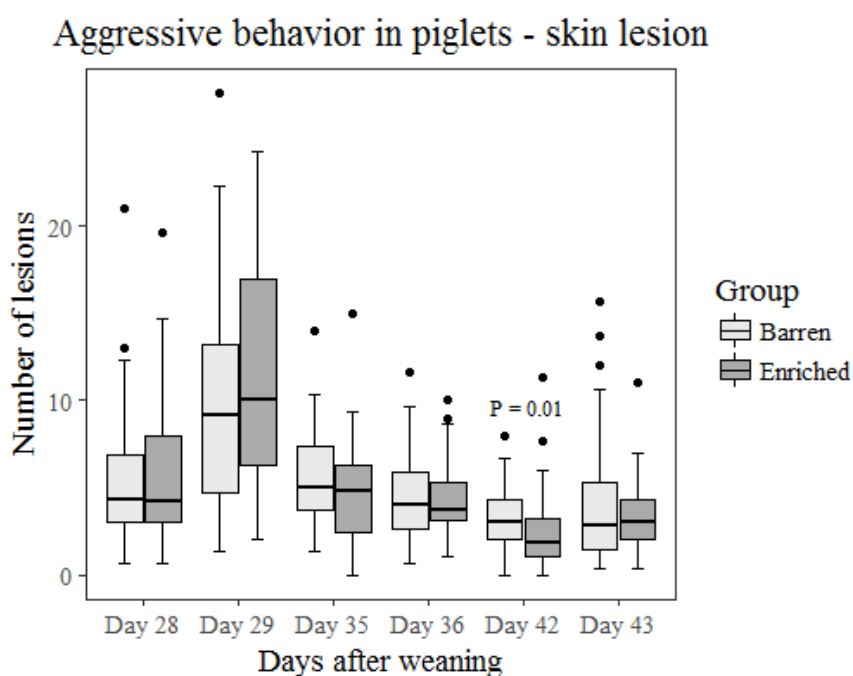 Aggressive behavior in piglets - skin lesion
Number of lesions
20
10
0
P = 0.01
Day 28 Day 29 Day 35 Day 36 Day 42 Day 43
Days after weaning
Group
Barren
Enriched